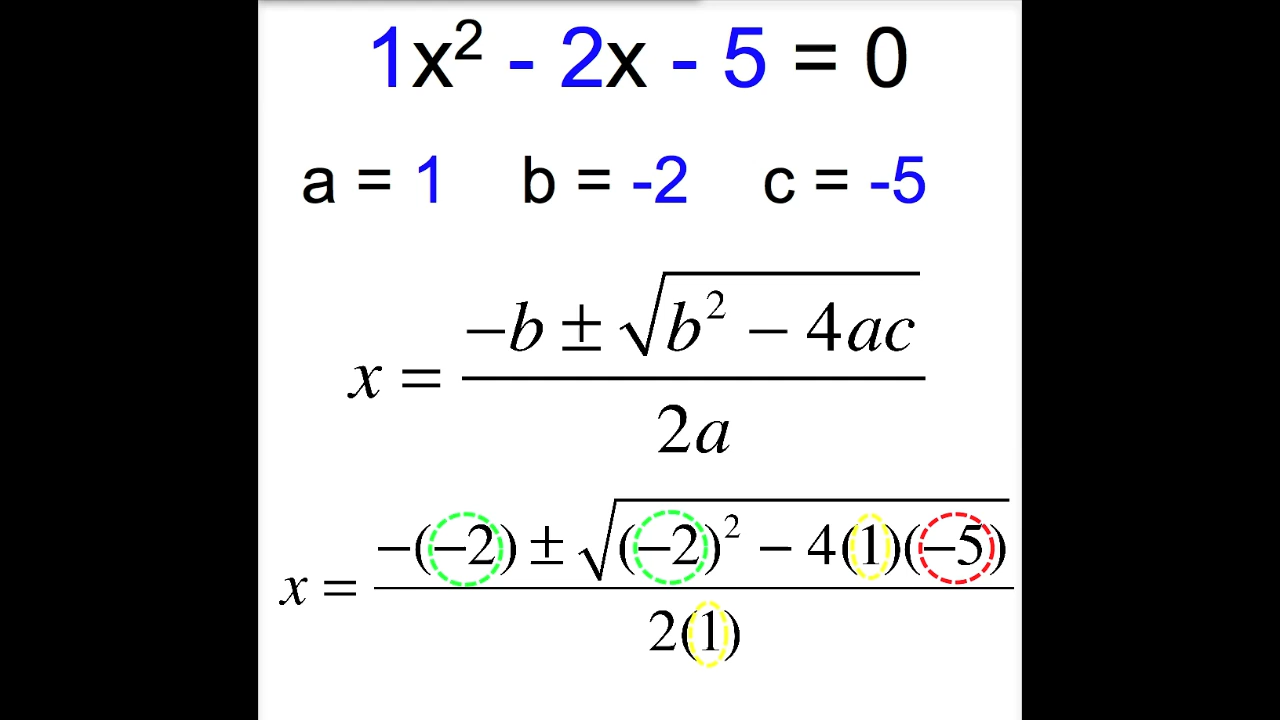 1x² - 2x - 5 = 0
a = 1 b = -2 c = -5
x = (−b ± √(b² − 4ac)) / 2a
x = (−(−2) ± √((−2)² − 4(1)(−5))) / 2(1)